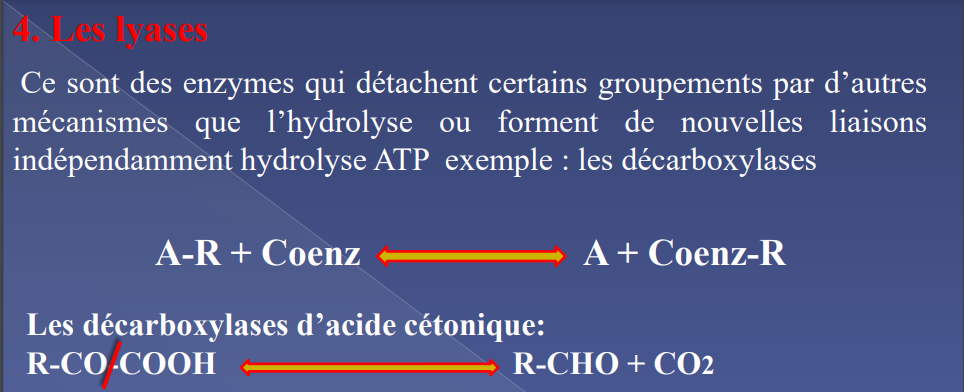 4. Les lyases
Ce sont des enzymes qui détachent certains groupements par d’autres
mécanismes que l’hydrolyse ou forment de nouvelles liaisons
indépendamment hydrolyse ATP exemple : les décarboxylases
A-R + Coenz A + Coenz-R
Les décarboxylases d’acide cétonique:
R-CO-COOH R-CHO + CO2